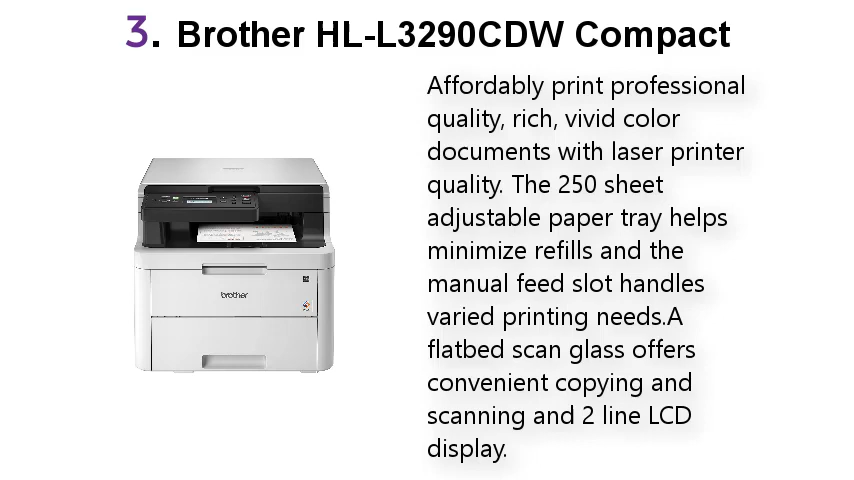 3. Brother HL-L3290CDW Compact
Affordably print professional
quality, rich, vivid color
documents with laser printer
quality. The 250 sheet
adjustable paper tray helps
minimize refills and the
manual feed slot handles
varied printing needs.A
flatbed scan glass offers
convenient copying and
scanning and 2 line LCD
display.
brother